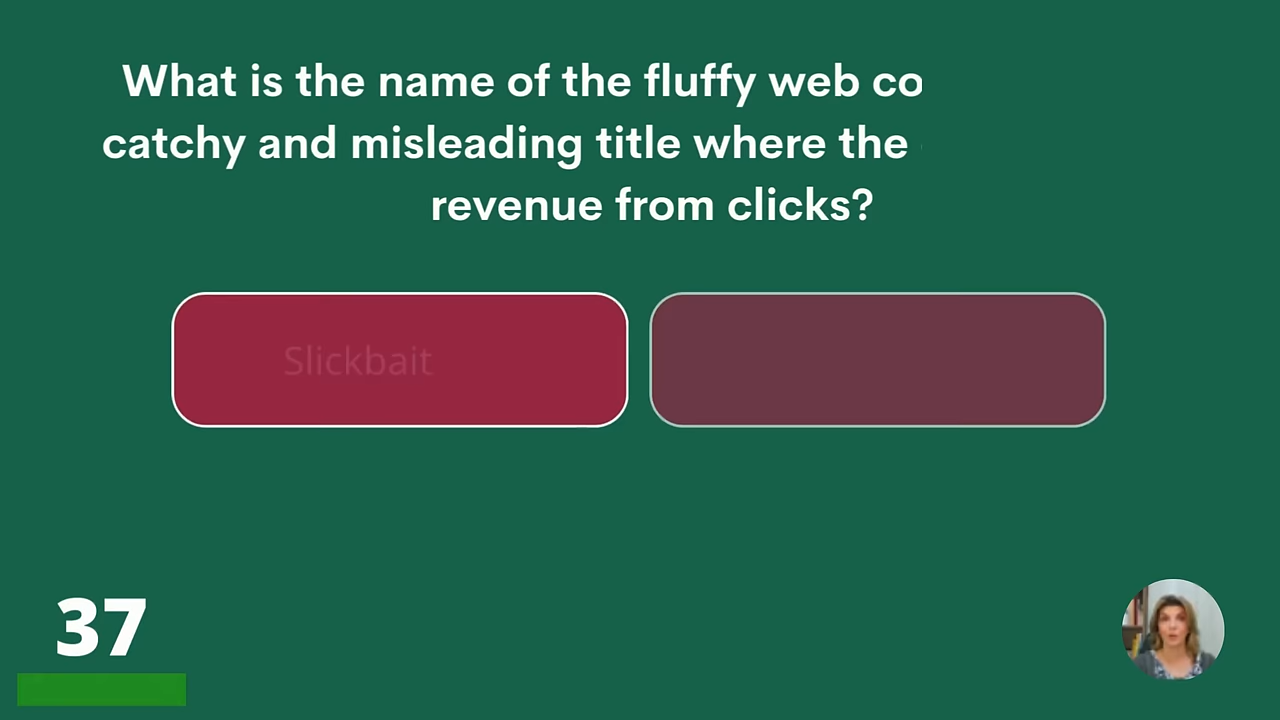 What is the name of the fluffy web co
catchy and misleading title where the
revenue from clicks?
Slickbait
37